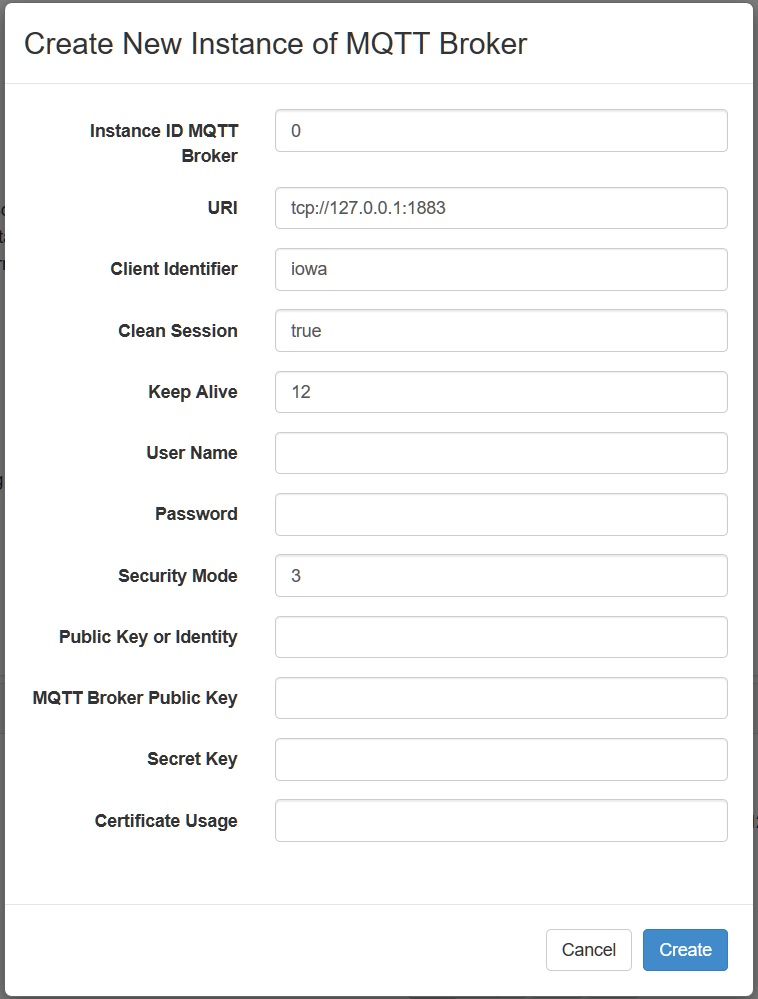 Create New Instance of MQTT Broker
Instance ID MQTT
Broker
0
URI
tcp://127.0.0.1:1883
Client Identifier
iowa
Clean Session
true
Keep Alive
12
User Name
Password
Security Mode
3
Public Key or Identity
MQTT Broker Public Key
Secret Key
Certificate Usage
Cancel
Create